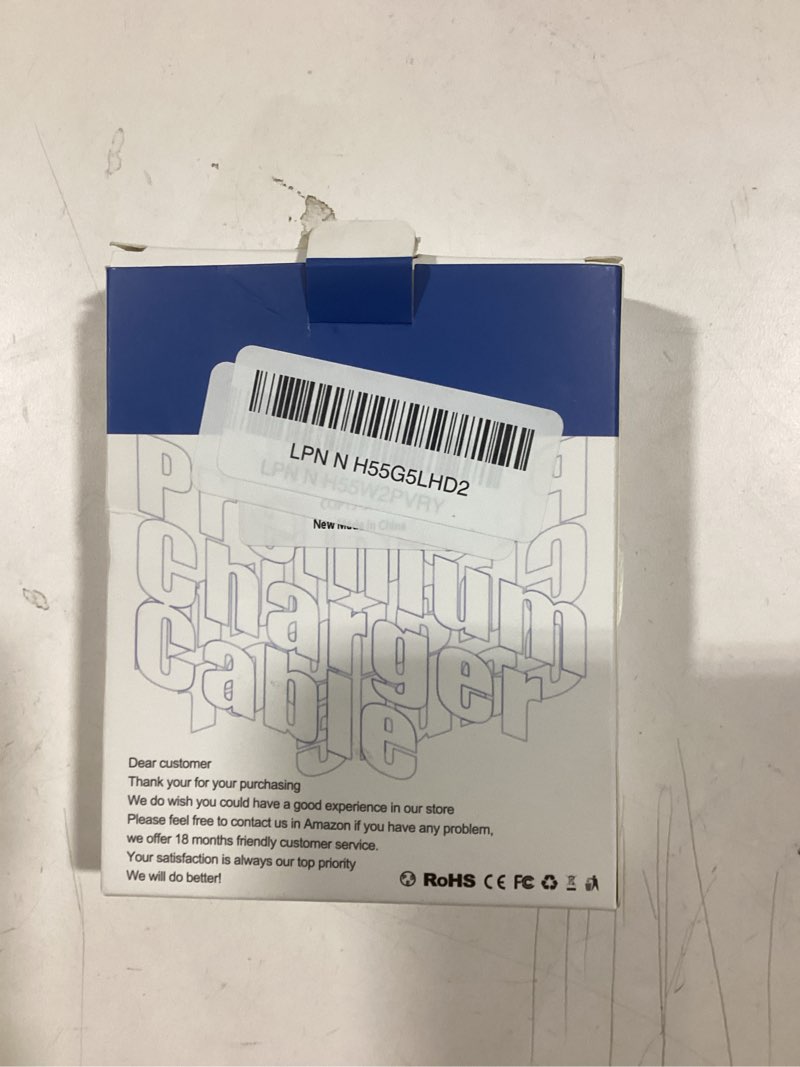 LPN N H55G5LHD2
LPN N H55W2PVRY
New
in China
Premium
Charger
Cable
Dear customer
Thank your for your purchasing
We do wish you could have a good experience in our store
Please feel free to contact us in Amazon if you have any problem,
we offer 18 months friendly customer service.
Your satisfaction is always our top priority
We will do better!
RoHS CE FC